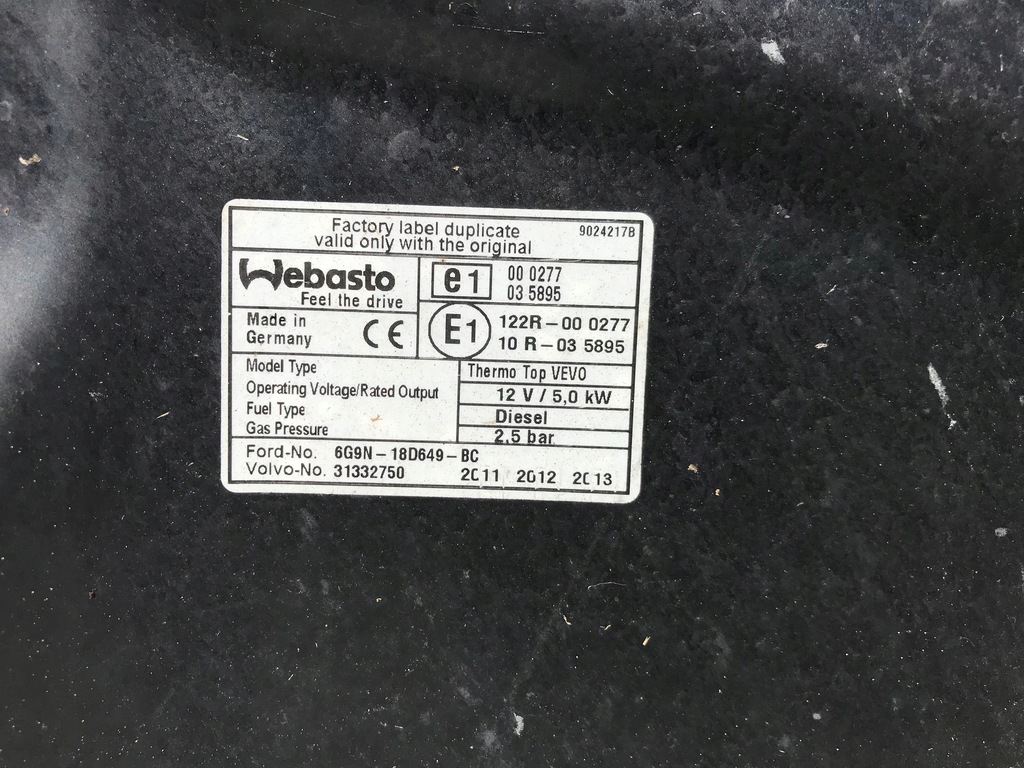 Factory label duplicate
valid only with the original
9024217B
Webasto
Feel the drive
e1
00 0277
03 5895
Made in
Germany
CE
E1
122R-00 0277
10 R-03 5895
Model Type
Thermo Top VEVO
Operating Voltage/Rated Output
12 V / 5,0 kW
Fuel Type
Diesel
Gas Pressure
2,5 bar
Ford-No. 6G9N-18D649-BC
Volvo-No. 31332750 2011 2012 2013